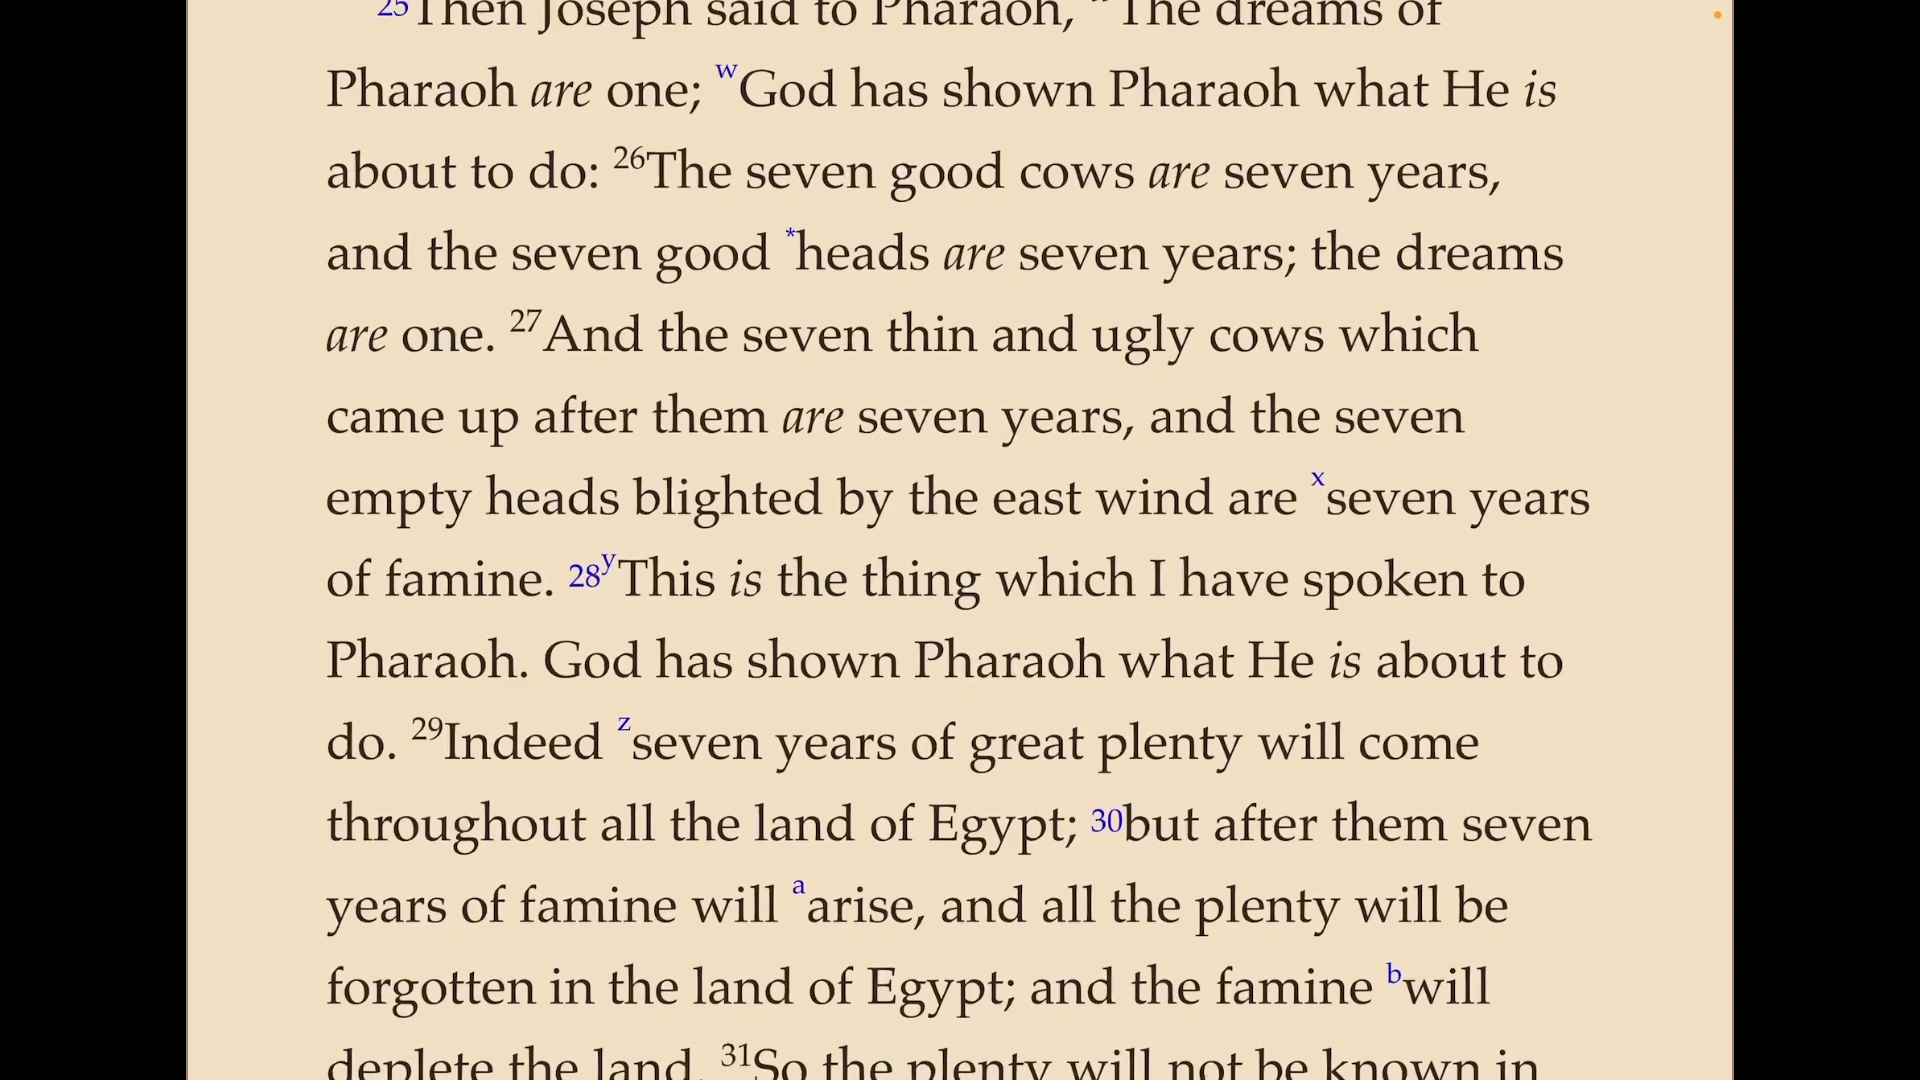 25Then Joseph said to Pharaoh, "The dreams of
Pharaoh are one; wGod has shown Pharaoh what He is
about to do: 26The seven good cows are seven years,
and the seven good *heads are seven years; the dreams
are one. 27And the seven thin and ugly cows which
came up after them are seven years, and the seven
empty heads blighted by the east wind are xseven years
of famine. 28yThis is the thing which I have spoken to
Pharaoh. God has shown Pharaoh what He is about to
do. 29Indeed zseven years of great plenty will come
throughout all the land of Egypt; 30but after them seven
years of famine will aarise, and all the plenty will be
forgotten in the land of Egypt; and the famine bwill
deplete the land. 31So the plenty will not be known in